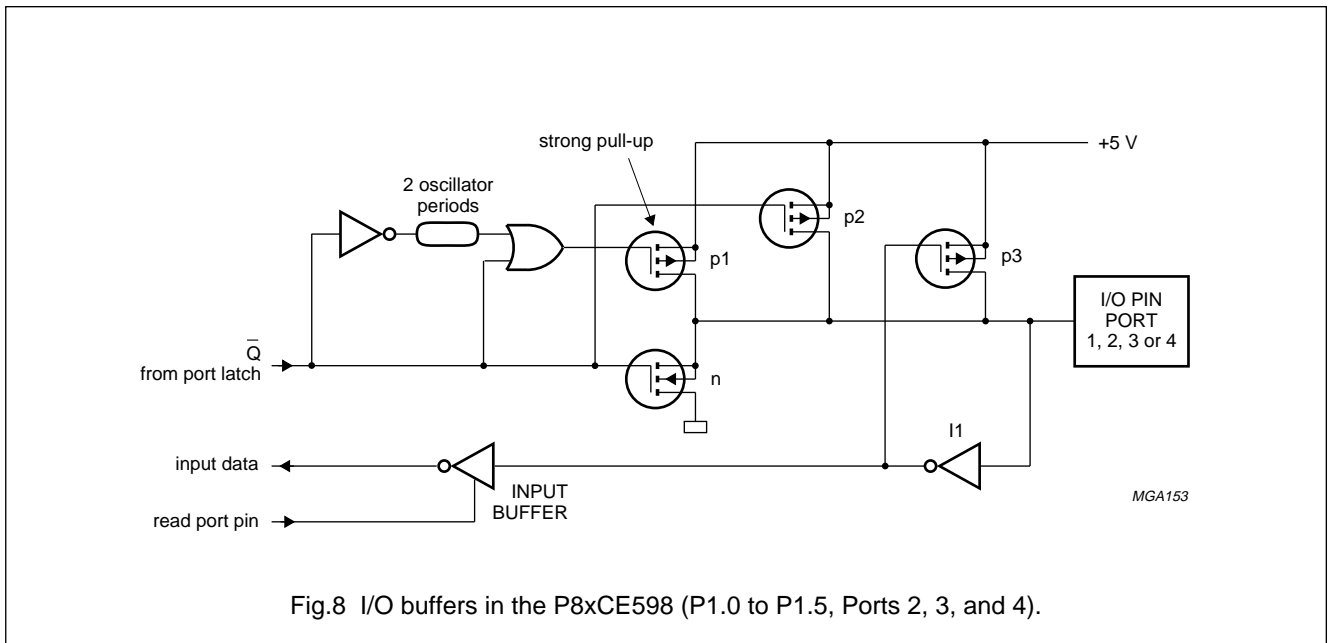 strong pull-up
+5 V
2 oscillator
periods
p2
p1
p3
I/O PIN
PORT
1, 2, 3 or 4
Q̅
from port latch
n
I1
input data
INPUT
BUFFER
read port pin
MGA153
Fig.8 I/O buffers in the P8xCE598 (P1.0 to P1.5, Ports 2, 3, and 4).